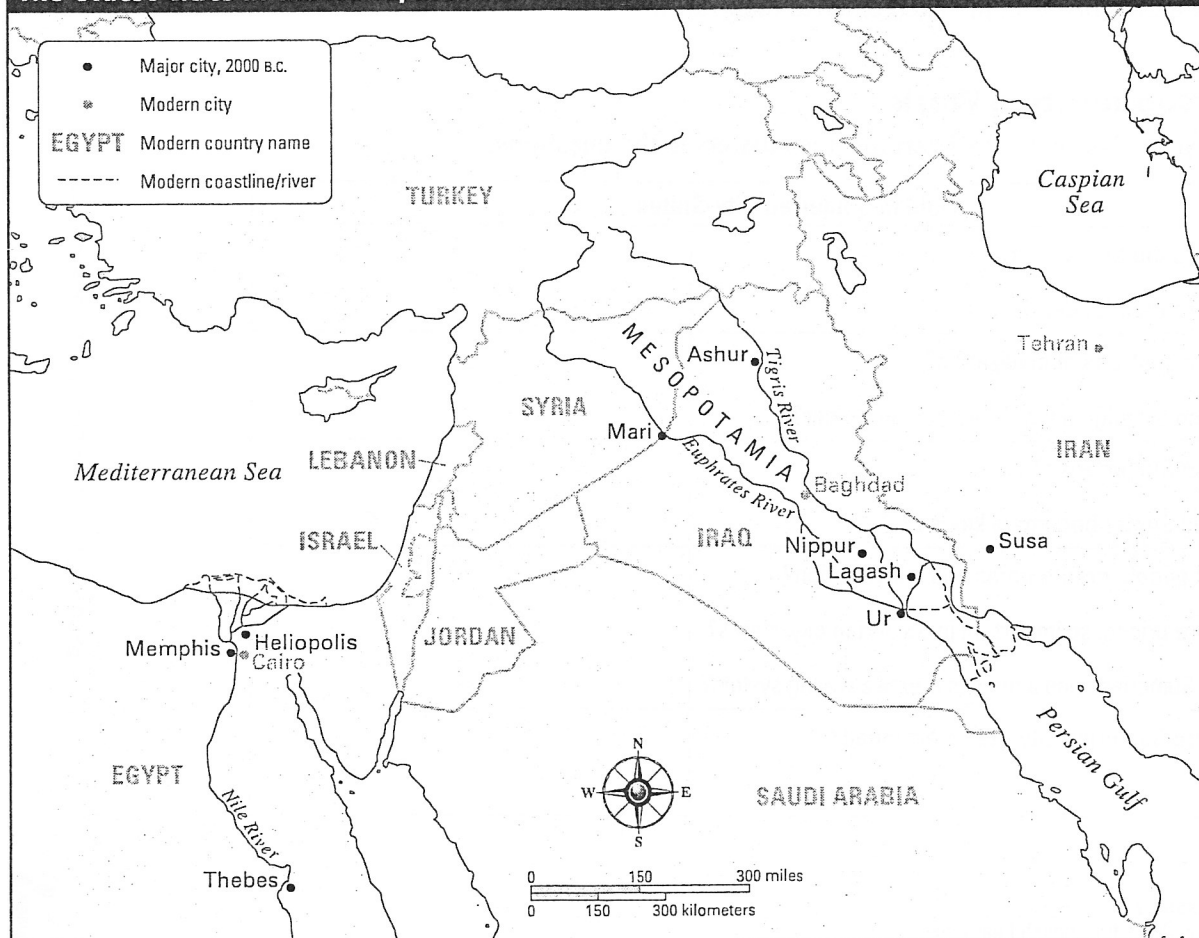 Major city, 2000 B.C.
Modern city
EGYPT Modern country name
Modern coastline/river
TURKEY
Caspian
Sea
Tehran
Ashur
Tigris River
MESOPOTAMIA
SYRIA
Mari
Euphrates River
IRAN
LEBANON
Mediterranean Sea
Baghdad
ISRAEL
IRAQ
Nippur
Susa
Lagash
Ur
JORDAN
Heliopolis
Memphis
Cairo
Persian Gulf
EGYPT
N
W E
S
SAUDI ARABIA
Nile River
Thebes
0 150 300 miles
0 150 300 kilometers